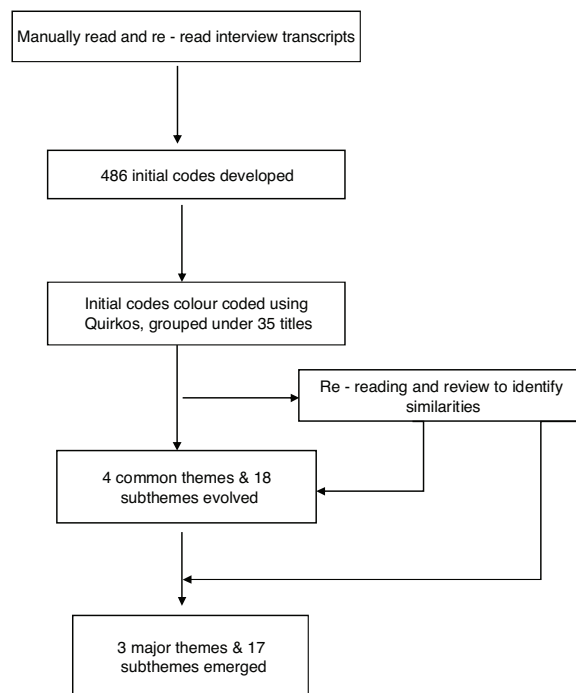 Manually read and re - read interview transcripts
486 initial codes developed
Initial codes colour coded using
Quirkos, grouped under 35 titles
Re - reading and review to identify
similarities
4 common themes & 18
subthemes evolved
3 major themes & 17
subthemes emerged